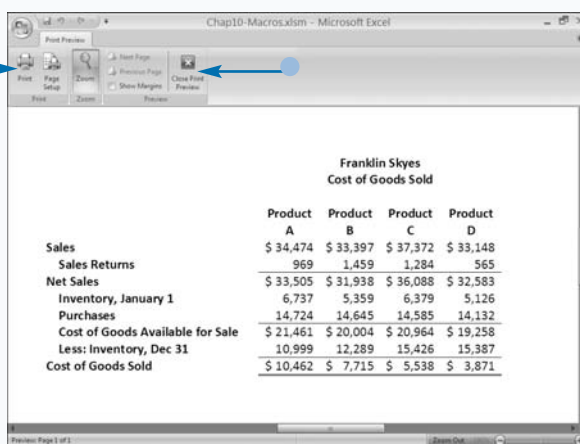 Chap10-Macros.xlsm - Microsoft Excel
Print Preview
Print
Page Setup
Zoom
Next Page
Previous Page
Show Margins
Close Print Preview
Print
Zoom
Preview
Franklin Skyes
Cost of Goods Sold
Product Product Product Product
A B C D
Sales $ 34,474 $ 33,397 $ 37,372 $ 33,148
Sales Returns 969 1,459 1,284 565
Net Sales $ 33,505 $ 31,938 $ 36,088 $ 32,583
Inventory, January 1 6,737 5,359 6,379 5,126
Purchases 14,724 14,645 14,585 14,132
Cost of Goods Available for Sale $ 21,461 $ 20,004 $ 20,964 $ 19,258
Less: Inventory, Dec 31 10,999 12,289 15,426 15,387
Cost of Goods Sold $ 10,462 $ 7,715 $ 5,538 $ 3,871
Preview: Page 1 of 1
Zoom Out